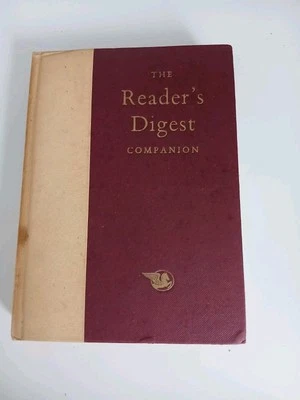 THE
Reader's
Digest
COMPANION